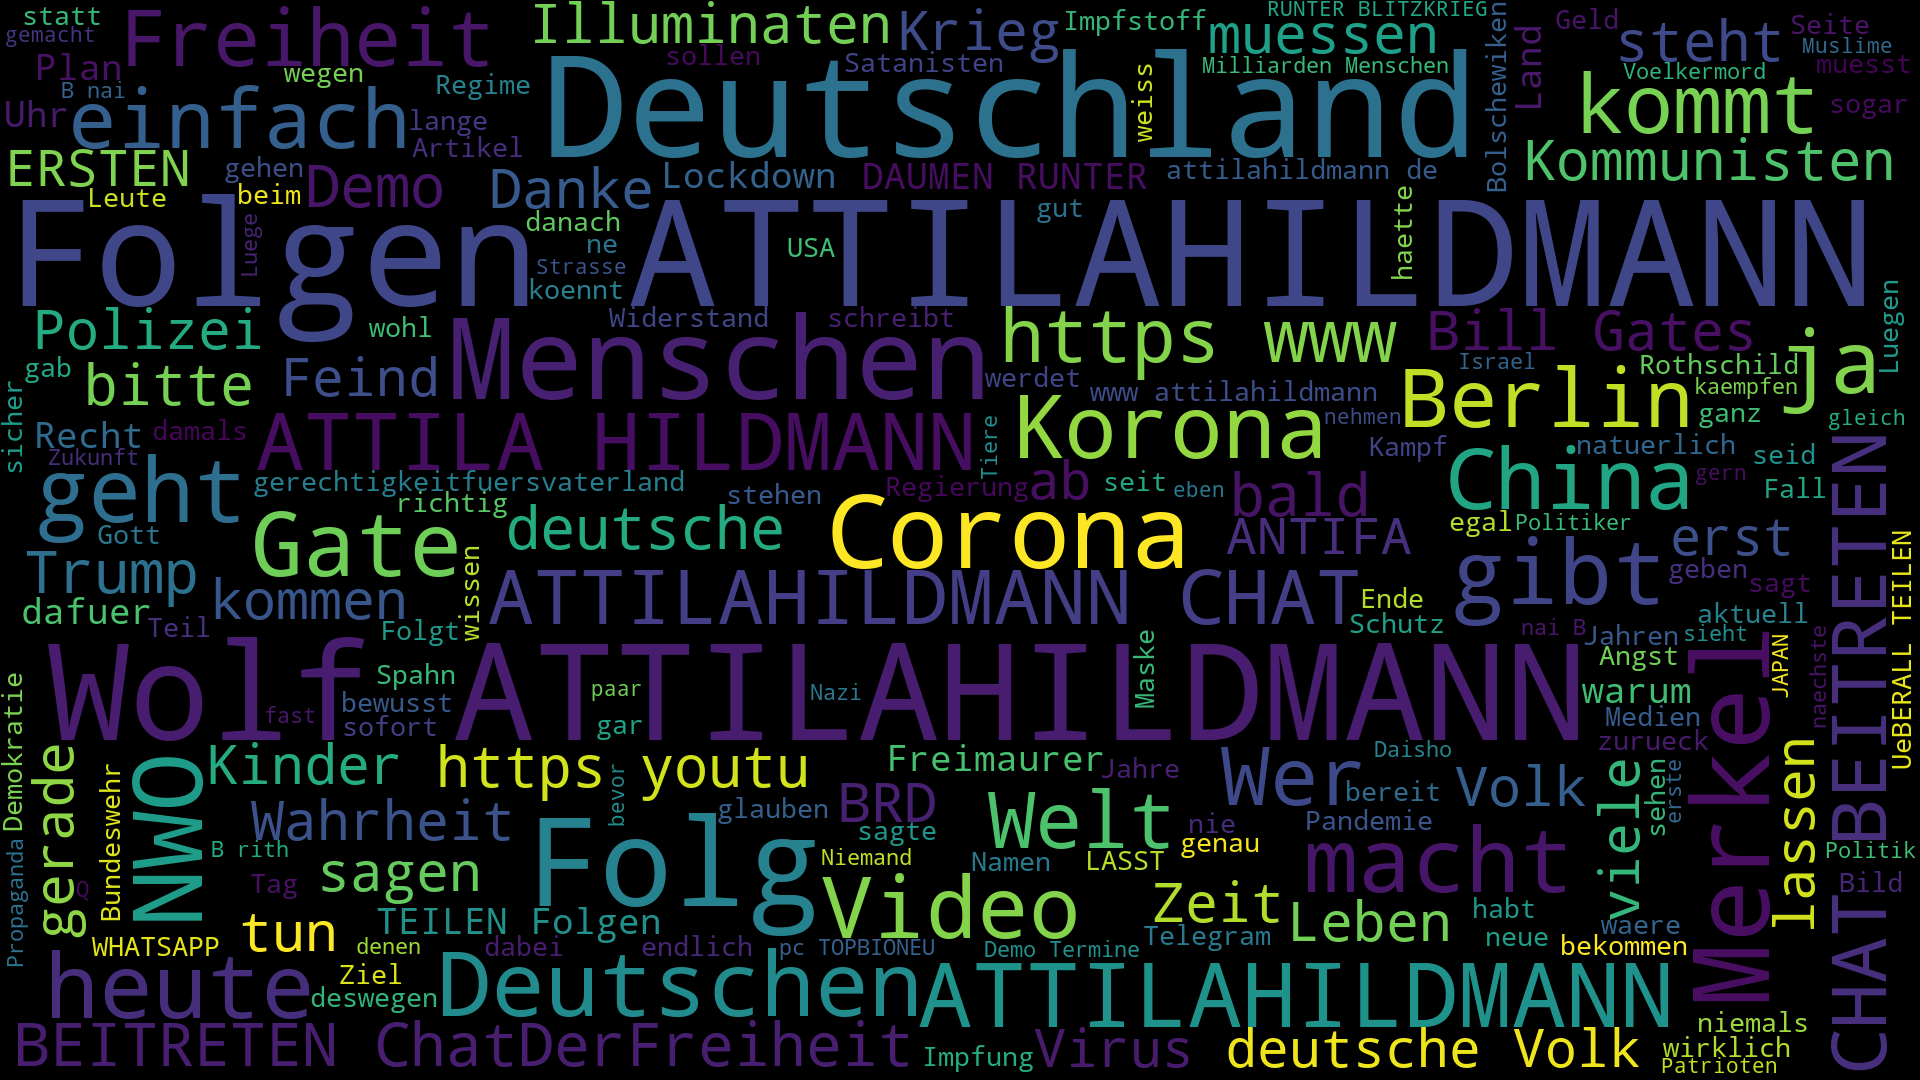 statt
gemacht
Freiheit
Illuminaten
Krieg
Impfstoff
RUNTER BLITZKRIEG
muessen
Geld
steht
Seite
Muslime
muesst
Plan
wegen
B nai
Regime
sollen
Satanisten
Milliarden Menschen
Voelkermord
Land
Bolschewiken
weiss
Uhr
einfach
lange
Artikel
Deutschland
kommt
sogar
ERSTEN
gehen
Leute
beim
Demo
Danke
Lockdown
DAUMEN RUNTER
attilahildmann de
Kommunisten
Folgen
Luege
danach
ne
Strasse
koennt
ATTILAHILDMANN
USA
gut
haette
Polizei
wohl
Widerstand
schreibt
Menschen
https www
Bill Gates
ja
Luegen
gab
bitte
Feind
werdet
www attilahildmann
Israel
Rothschild
kaempfen
Berlin
ganz
gleich
sicher
Recht
damals
Zukunft
ATTILA HILDMANN
Tiere
Korona
nehmen
Kampf
natuerlich
seid
geht
gerechtigkeitfuersvaterland
richtig
stehen
Regierung
ab
seit
eben
bald
China
gern
Fall
Gott
Gate
deutsche
Corona
ANTIFA
egal
Politiker
erst
Trump
kommen
wissen
ATTILAHILDMANN CHAT
Ende
gibt
geben
sagt
dafuer
Teil
Folgt
Schutz
nai B
Jahren
sieht
aktuell
BEITRETEN
UeBERALL TEILEN
Wolf
fast
Spahn
bewusst
sofort
ATTILAHILDMANN
paar
gar
Nazi
Maske
Angst
warum
Medien
zurueck
Merkel
JAPAN
naechste
Demokratie
Propaganda
gerade
Bundeswehr
NWO
Kinder
https youtu
Freimaurer
Jahre
Wer
Daisho
bereit
Volk
viele
sehen
erste
lassen
Wahrheit
bevor
glauben
BRD
sagte
Welt
nie
genau
Pandemie
B rith
Q
Tag
sagen
Folg
Niemand
Namen
LASST
macht
Politik
Bild
CHAT
Video
Zeit
Leben
habt
neue
waere
bekommen
WHATSAPP
tun
TEILEN Folgen
denen
dabei
endlich
pc TOPBIONEU
Demo Termine
Telegram
heute
Ziel
deswegen
Deutschen
ATTILAHILDMANN
niemals
BEITRETEN ChatDerFreiheit
Impfung
Virus
deutsche Volk
wirklich
Patrioten